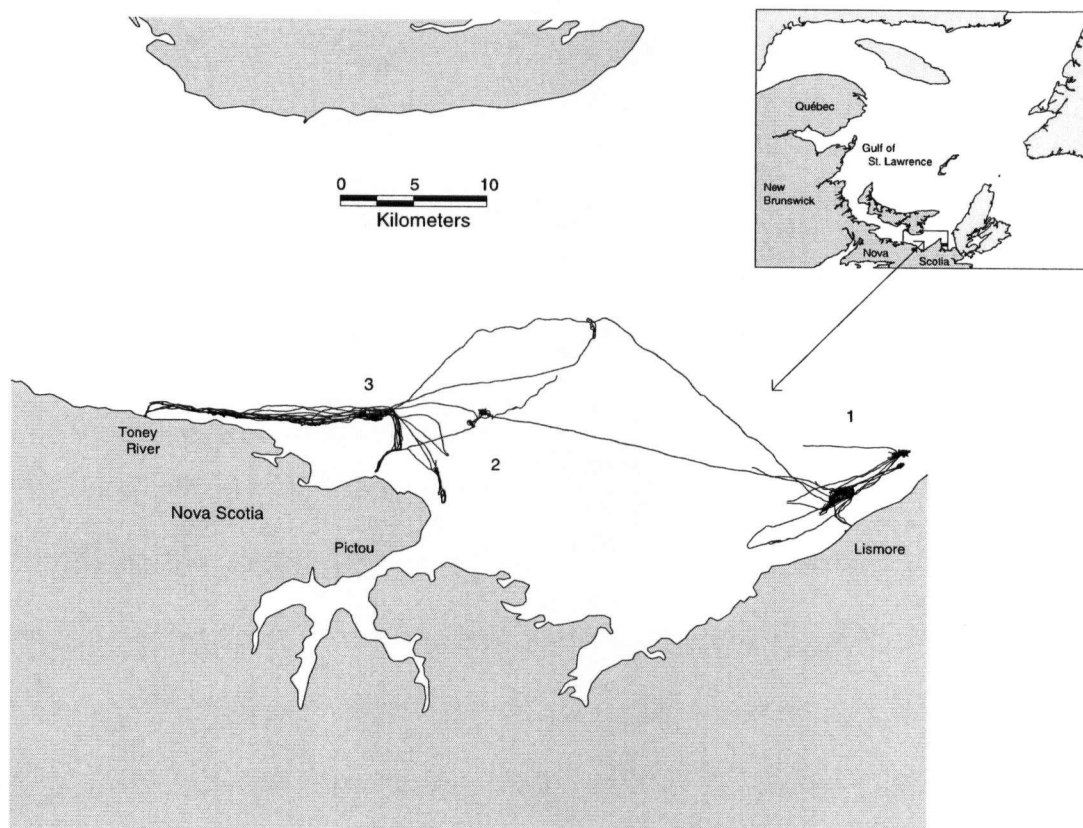 Québec
Gulf of
St. Lawrence
New
Brunswick
Nova
Scotia
0 5 10
Kilometers
3
1
Toney
River
2
Nova Scotia
Pictou
Lismore